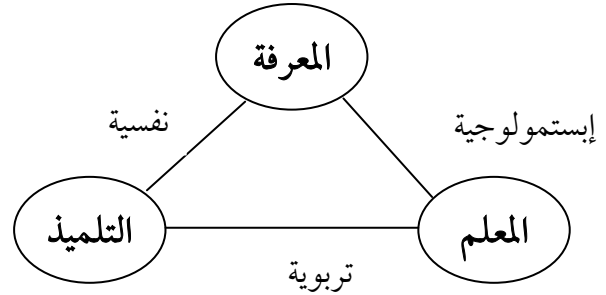 المعرفة
نفسية
إبستمولوجية
المعلم
التلميذ
تربوية